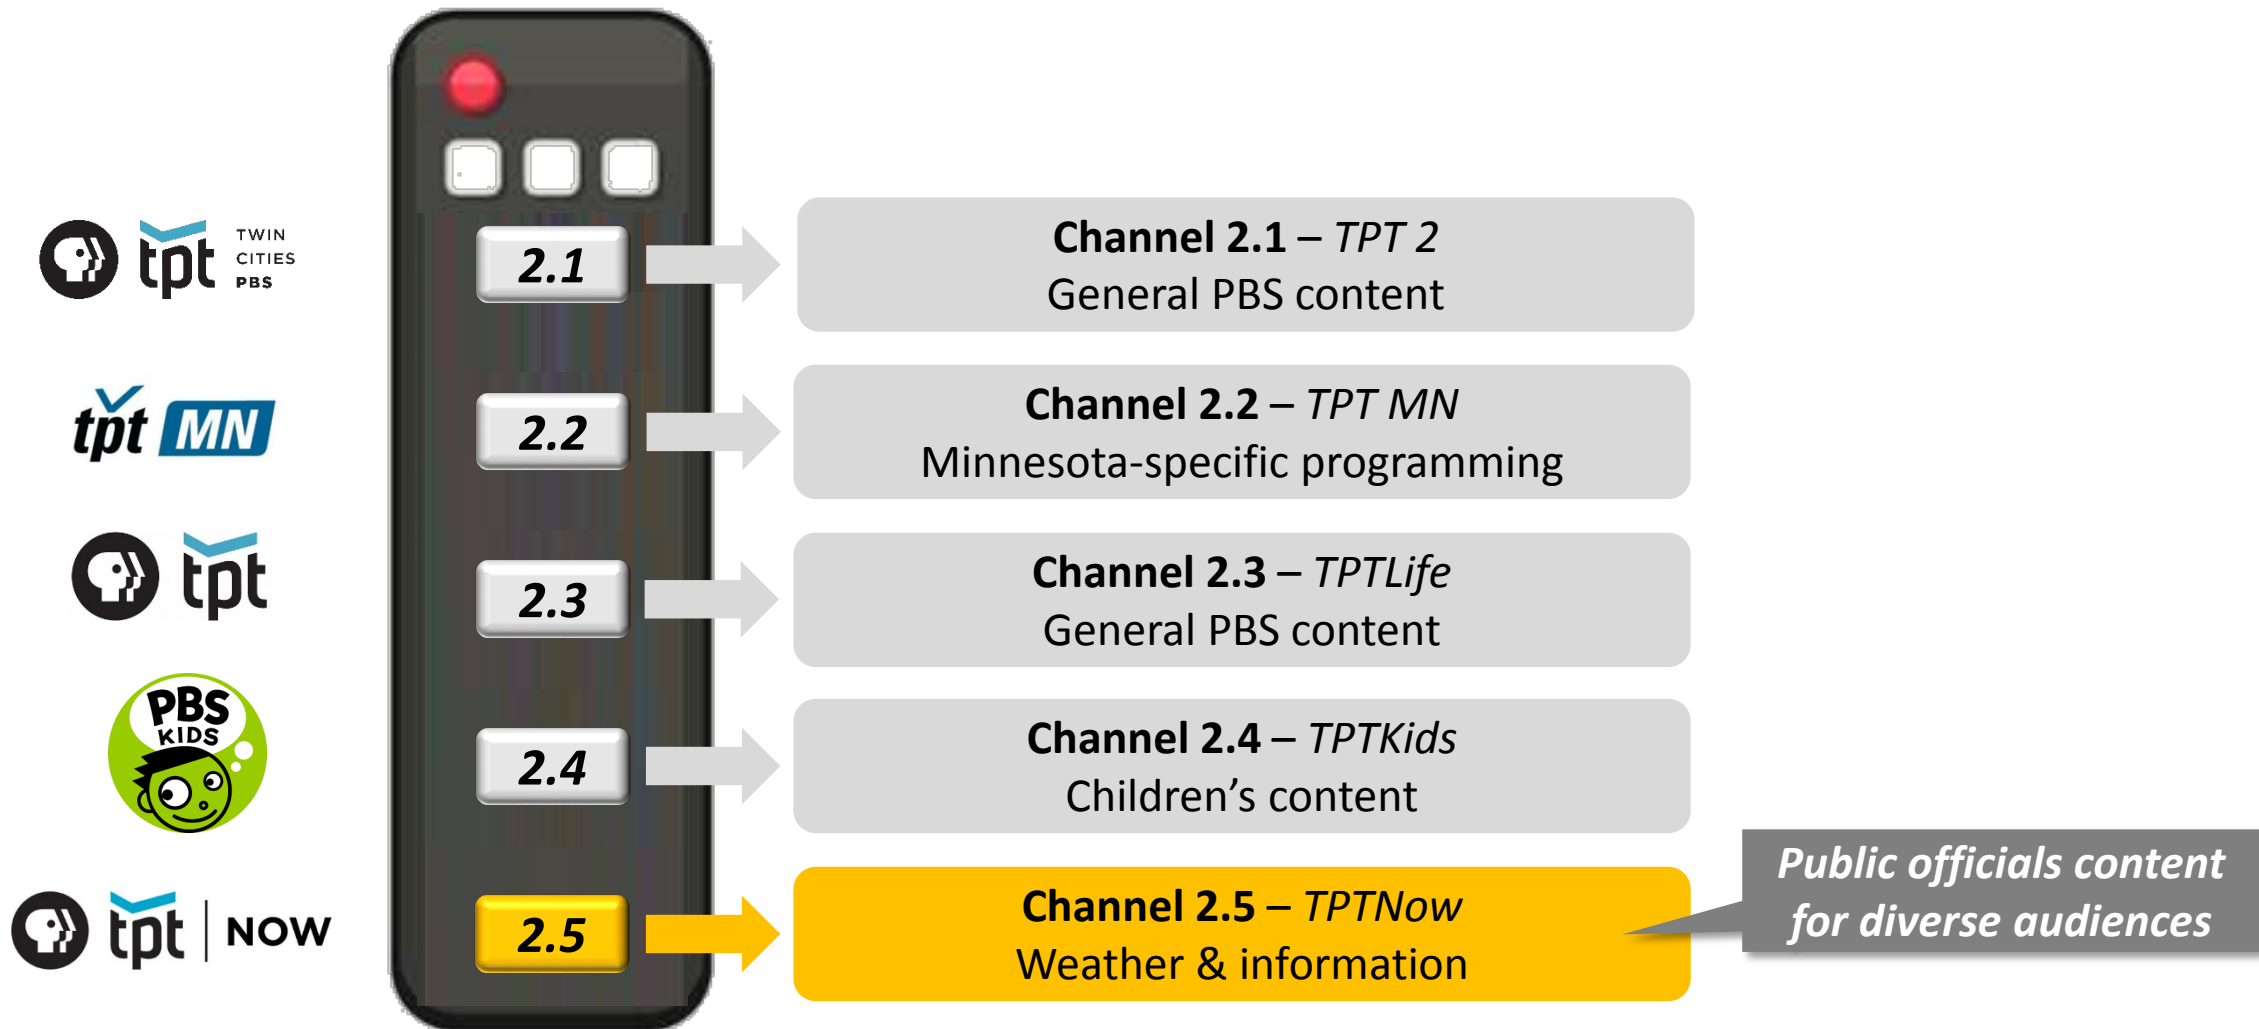 tpt TWIN
CITIES
PBS
2.1
Channel 2.1 – TPT 2
General PBS content
tpt MN
2.2
Channel 2.2 – TPT MN
Minnesota-specific programming
tpt
2.3
Channel 2.3 – TPTLife
General PBS content
PBS
KIDS
2.4
Channel 2.4 – TPTKids
Children’s content
tpt | NOW
2.5
Channel 2.5 – TPTNow
Weather & information
Public officials content
for diverse audiences